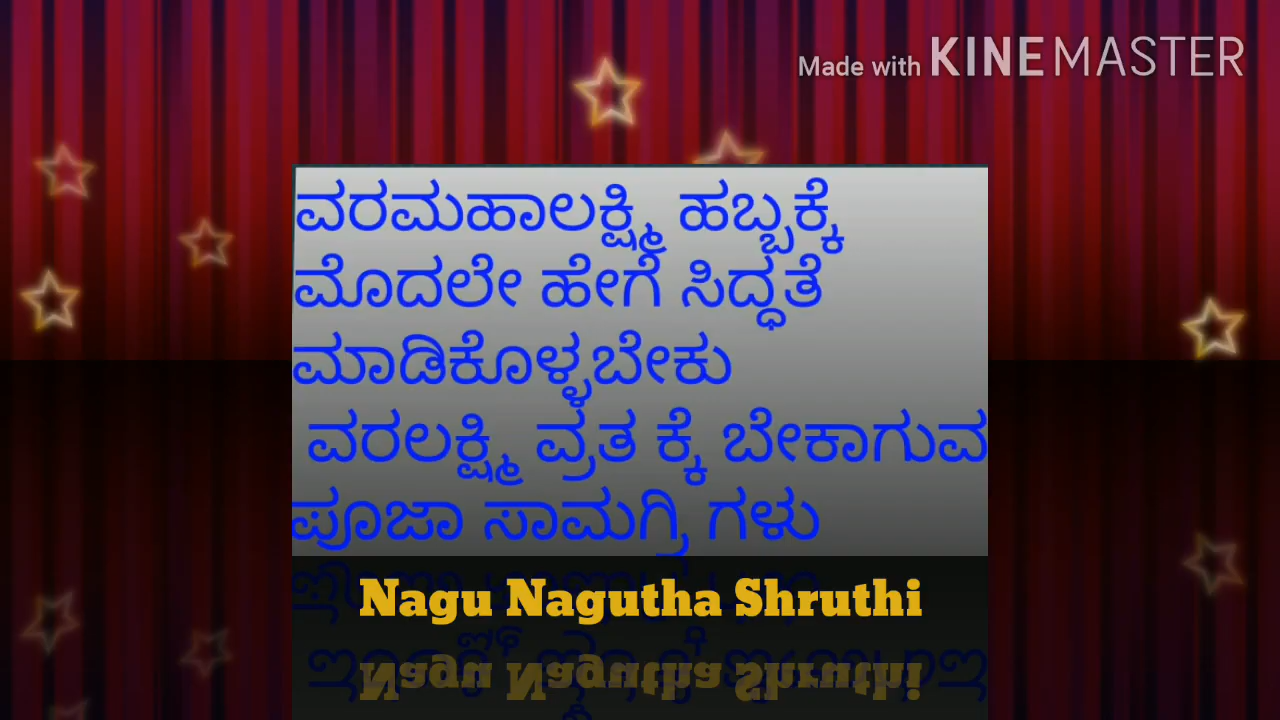 Made with KINEMASTER
ವರಮಹಾಲಕ್ಷ್ಮಿ ಹಬ್ಬಕ್ಕೆ
ಮೊದಲೇ ಹೇಗೆ ಸಿದ್ಧತೆ
ಮಾಡಿಕೊಳ್ಳಬೇಕು
ವರಲಕ್ಷ್ಮಿ ವ್ರತ ಕ್ಕೆ ಬೇಕಾಗುವ
ಪೂಜಾ ಸಾಮಗ್ರಿ ಗಳು
Nagu Nagutha Shruthi